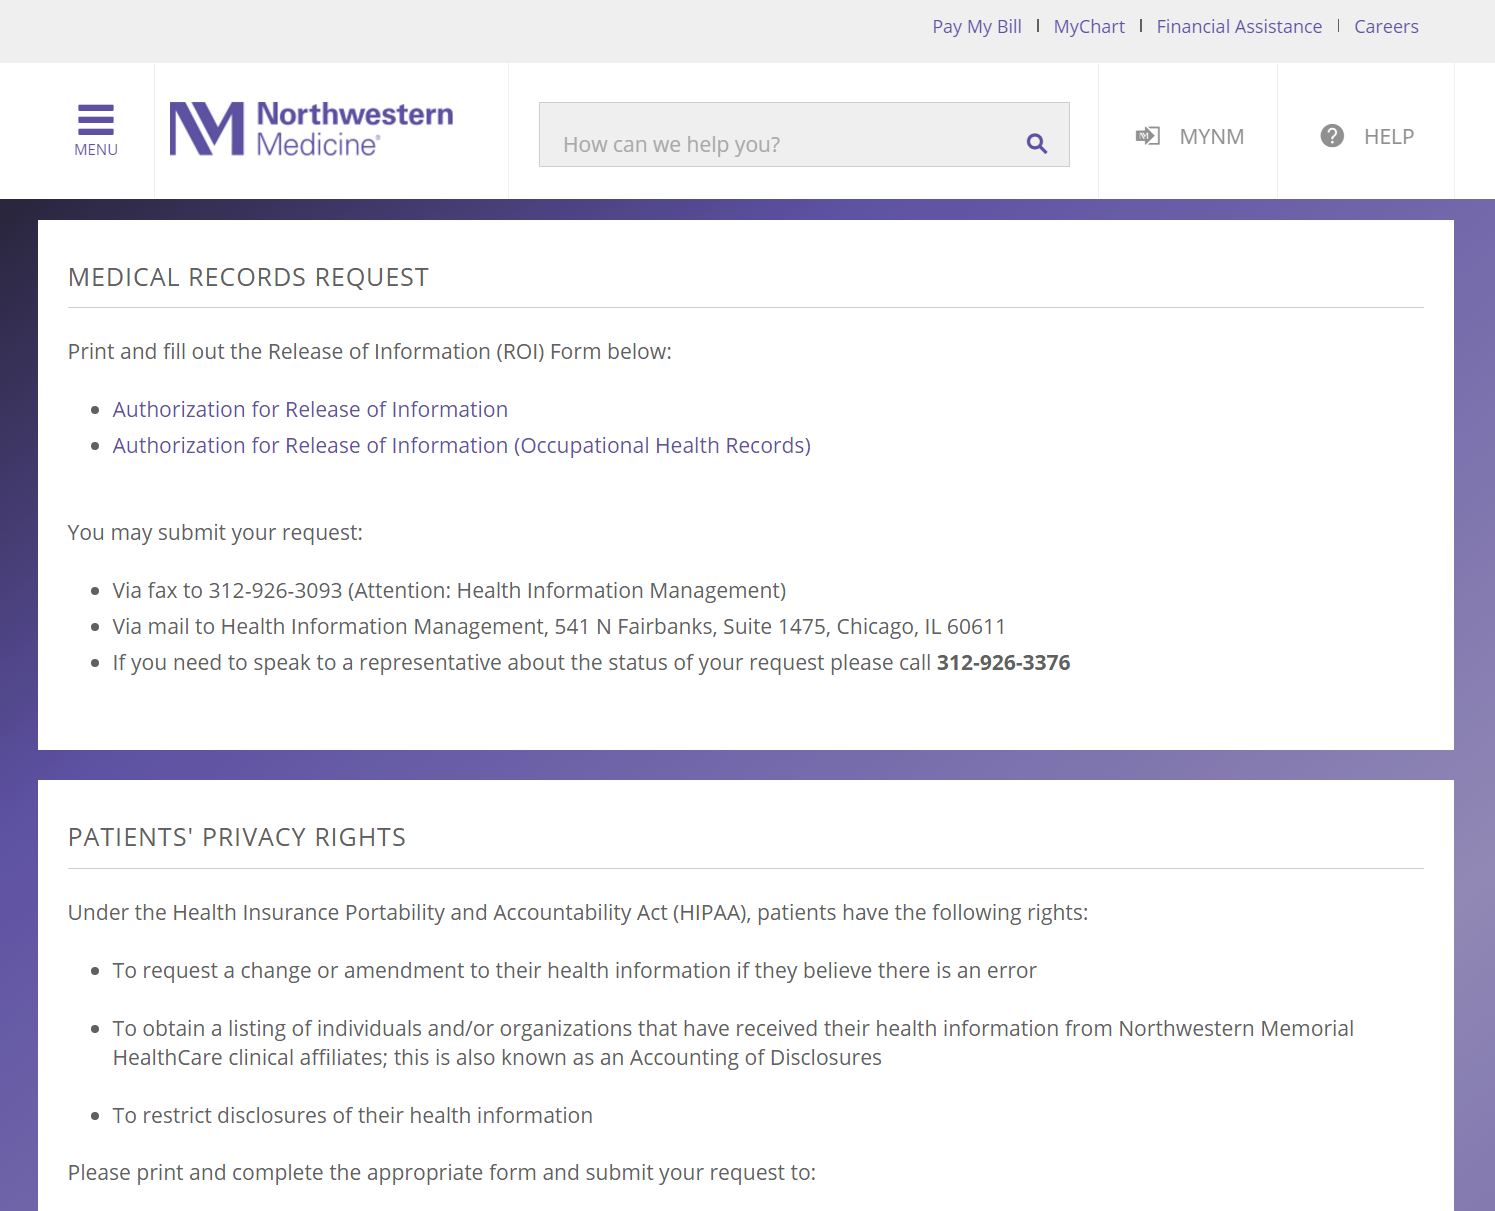 Pay My Bill | MyChart | Financial Assistance | Careers
MENU
NM Northwestern
Medicine®
How can we help you?
MYNM
HELP
MEDICAL RECORDS REQUEST
Print and fill out the Release of Information (ROI) Form below:
• Authorization for Release of Information
• Authorization for Release of Information (Occupational Health Records)
You may submit your request:
• Via fax to 312-926-3093 (Attention: Health Information Management)
• Via mail to Health Information Management, 541 N Fairbanks, Suite 1475, Chicago, IL 60611
• If you need to speak to a representative about the status of your request please call 312-926-3376
PATIENTS' PRIVACY RIGHTS
Under the Health Insurance Portability and Accountability Act (HIPAA), patients have the following rights:
• To request a change or amendment to their health information if they believe there is an error
• To obtain a listing of individuals and/or organizations that have received their health information from Northwestern Memorial
HealthCare clinical affiliates; this is also known as an Accounting of Disclosures
• To restrict disclosures of their health information
Please print and complete the appropriate form and submit your request to: